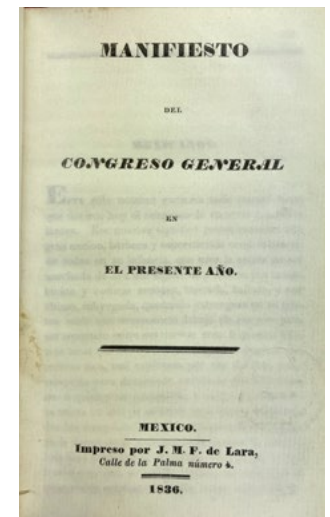 MANIFIESTO
DEL
CONGRESO GENERAL
EN
EL PRESENTE AÑO.
MEXICO.
Impreso por J. M. F. de Lara,
Calle de la Palma número 4.
1836.